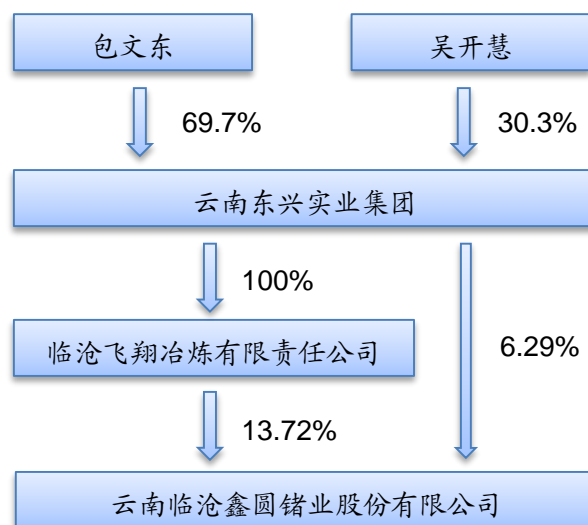 包文东
吴开慧
69.7%
30.3%
云南东兴实业集团
100%
临沧飞翔冶炼有限责任公司
6.29%
13.72%
云南临沧鑫圆锗业股份有限公司